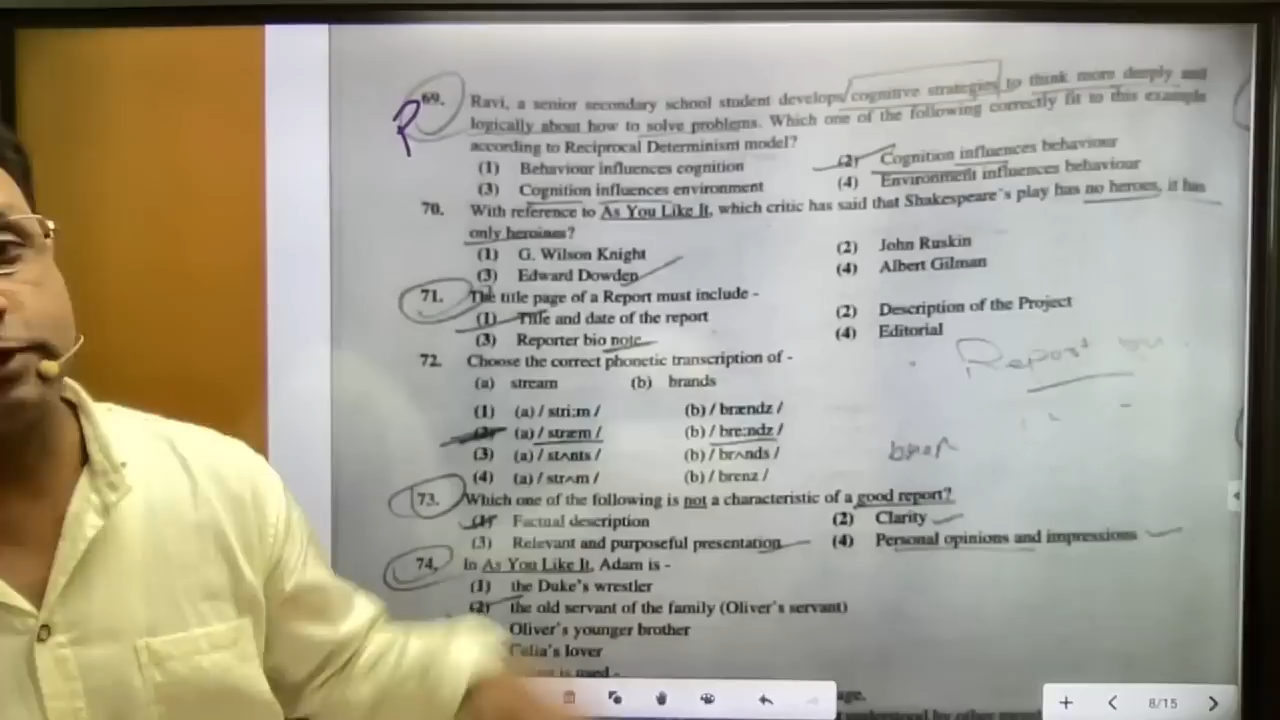 69. Ravi, a senior secondary school student develops cognitive strategies to think more deeply and
logically about how to solve problems. Which one of the following correctly fit to this example
according to Reciprocal Determinism model?
(1) Behaviour influences cognition (2) Cognition influences behaviour
(3) Cognition influences environment (4) Environment influences behaviour
70. With reference to As You Like It, which critic has said that Shakespeare's play has no heroes, it has
only heroines?
(1) G. Wilson Knight (2) John Ruskin
(3) Edward Dowden (4) Albert Gilman
71. The title page of a Report must include -
(1) Title and date of the report (2) Description of the Project
(3) Reporter bio note (4) Editorial
Report
72. Choose the correct phonetic transcription of -
(a) stream (b) brands
(1) (a) / stri:m / (b) / brændz /
(2) (a) / stræm / (b) / bre:ndz /
(3) (a) / stʌnts / (b) / brʌnds /
(4) (a) / strʌm / (b) / brenz /
73. Which one of the following is not a characteristic of a good report?
(1) Factual description (2) Clarity
(3) Relevant and purposeful presentation (4) Personal opinions and impressions
74. In As You Like It, Adam is -
(1) the Duke's wrestler
(2) the old servant of the family (Oliver's servant)
Oliver's younger brother
Celia's lover
is used -
8/15